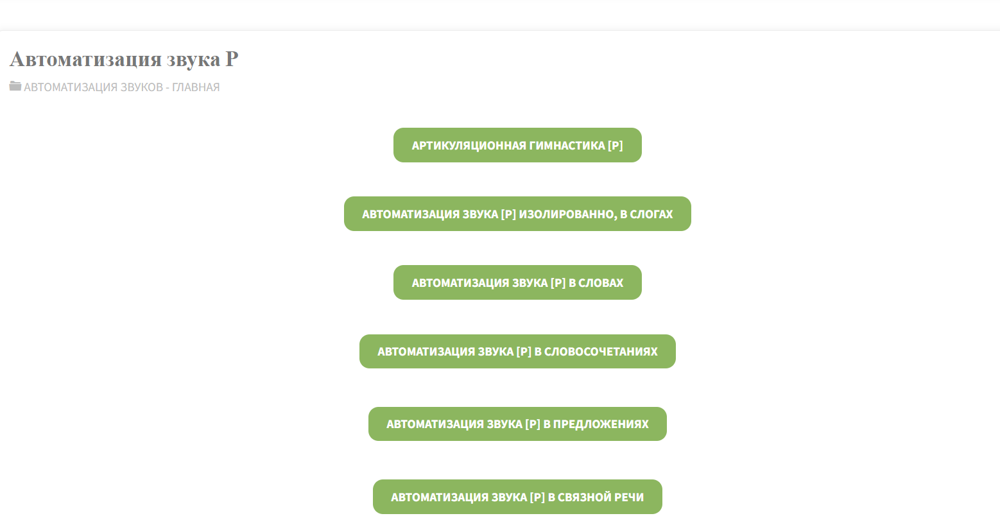 Автоматизация звука Р
АВТОМАТИЗАЦИЯ ЗВУКОВ - ГЛАВНАЯ
АРТИКУЛЯЦИОННАЯ ГИМНАСТИКА [Р]
АВТОМАТИЗАЦИЯ ЗВУКА [Р] ИЗОЛИРОВАННО, В СЛОГАХ
АВТОМАТИЗАЦИЯ ЗВУКА [Р] В СЛОВАХ
АВТОМАТИЗАЦИЯ ЗВУКА [Р] В СЛОВОСОЧЕТАНИЯХ
АВТОМАТИЗАЦИЯ ЗВУКА [Р] В ПРЕДЛОЖЕНИЯХ
АВТОМАТИЗАЦИЯ ЗВУКА [Р] В СВЯЗНОЙ РЕЧИ